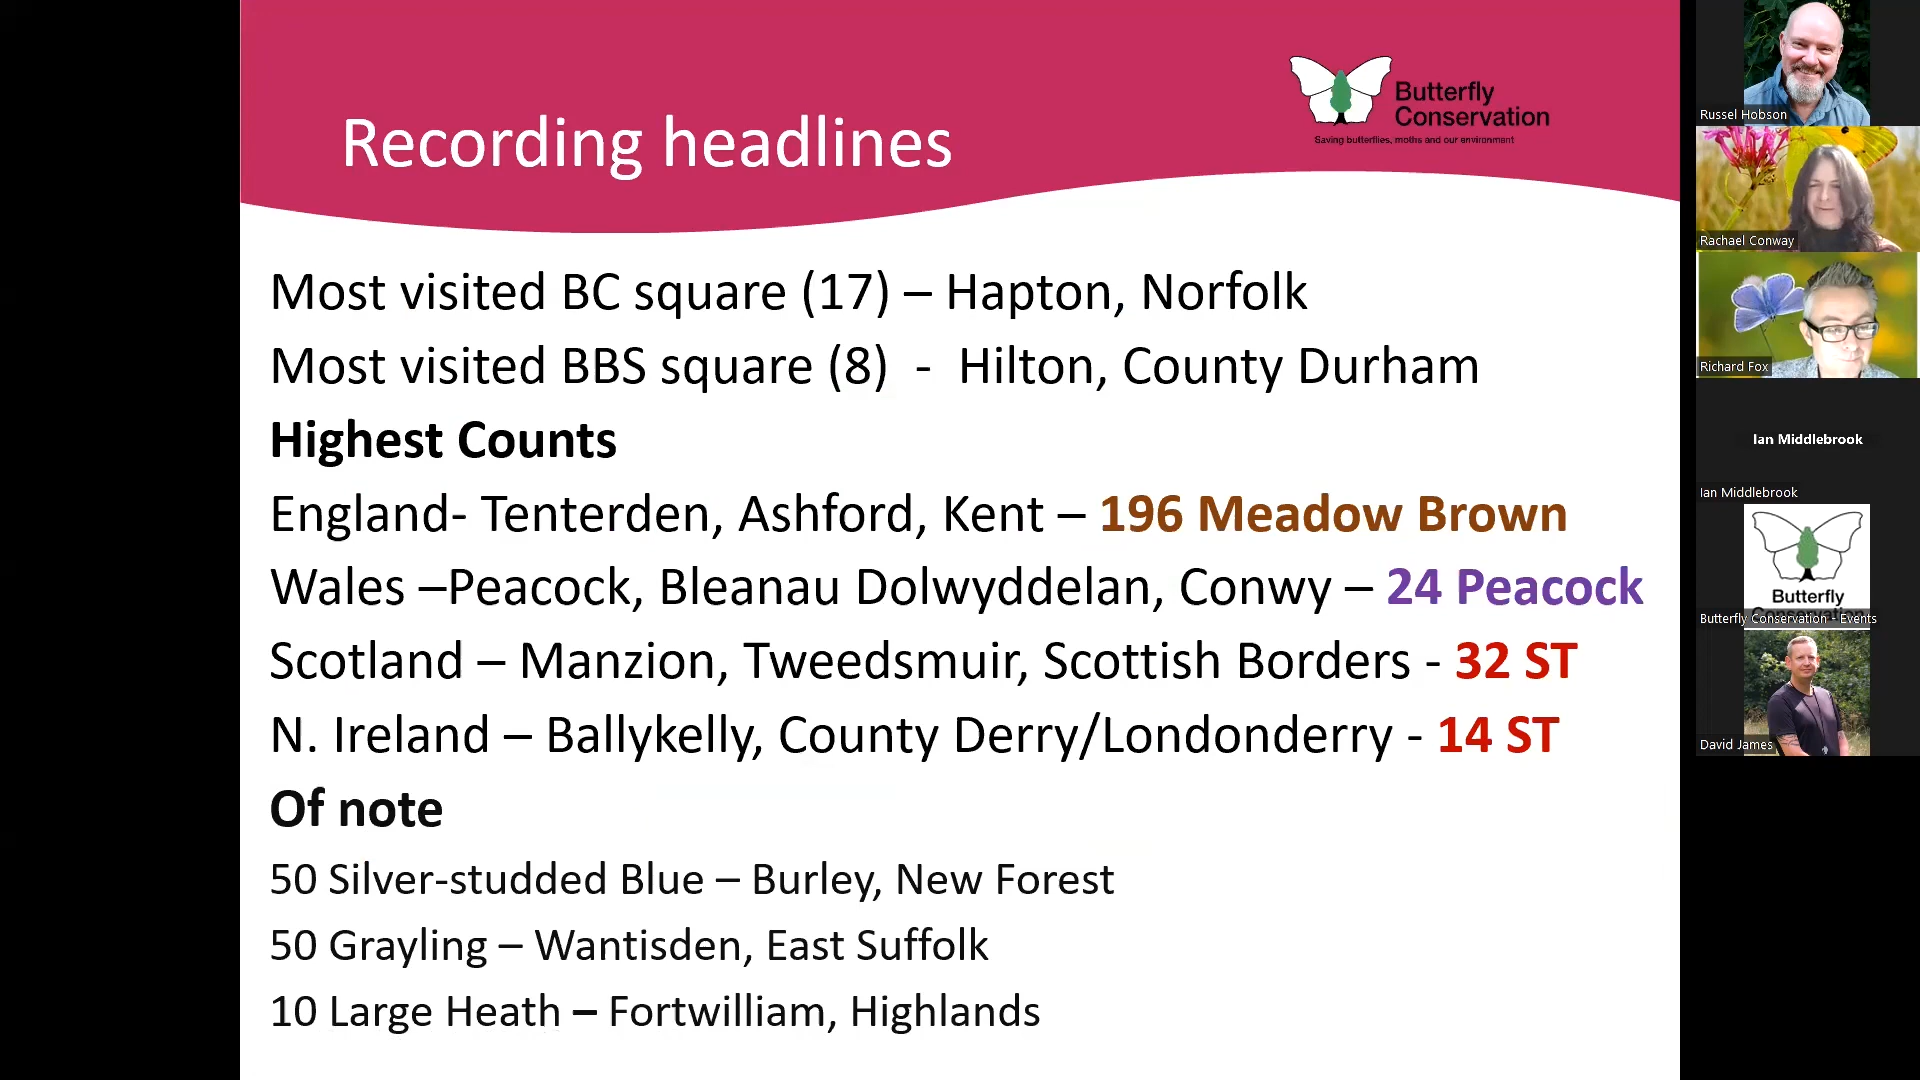 Recording headlines
Butterfly
Conservation
Saving butterflies, moths and our environment
Most visited BC square (17) – Hapton, Norfolk
Most visited BBS square (8)  -  Hilton, County Durham
Highest Counts
England- Tenterden, Ashford, Kent – 196 Meadow Brown
Wales –Peacock, Bleanau Dolwyddelan, Conwy – 24 Peacock
Scotland – Manzion, Tweedsmuir, Scottish Borders - 32 ST
N. Ireland – Ballykelly, County Derry/Londonderry - 14 ST
Of note
50 Silver-studded Blue – Burley, New Forest
50 Grayling – Wantisden, East Suffolk
10 Large Heath – Fortwilliam, Highlands
Russel Hobson
Rachael Conway
Richard Fox
Ian Middlebrook
Ian Middlebrook
Butterfly
Conservation
Butterfly Conservation - Events
David James